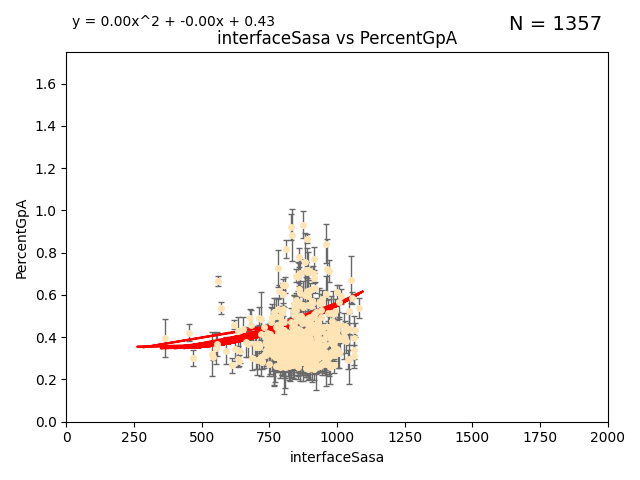 y = 0.00x^2 + -0.00x + 0.43
N = 1357
interfaceSasa vs PercentGpA
PercentGpA
1.6
1.4
1.2
1.0
0.8
0.6
0.4
0.2
0.0
0 250 500 750 1000 1250 1500 1750 2000
interfaceSasa